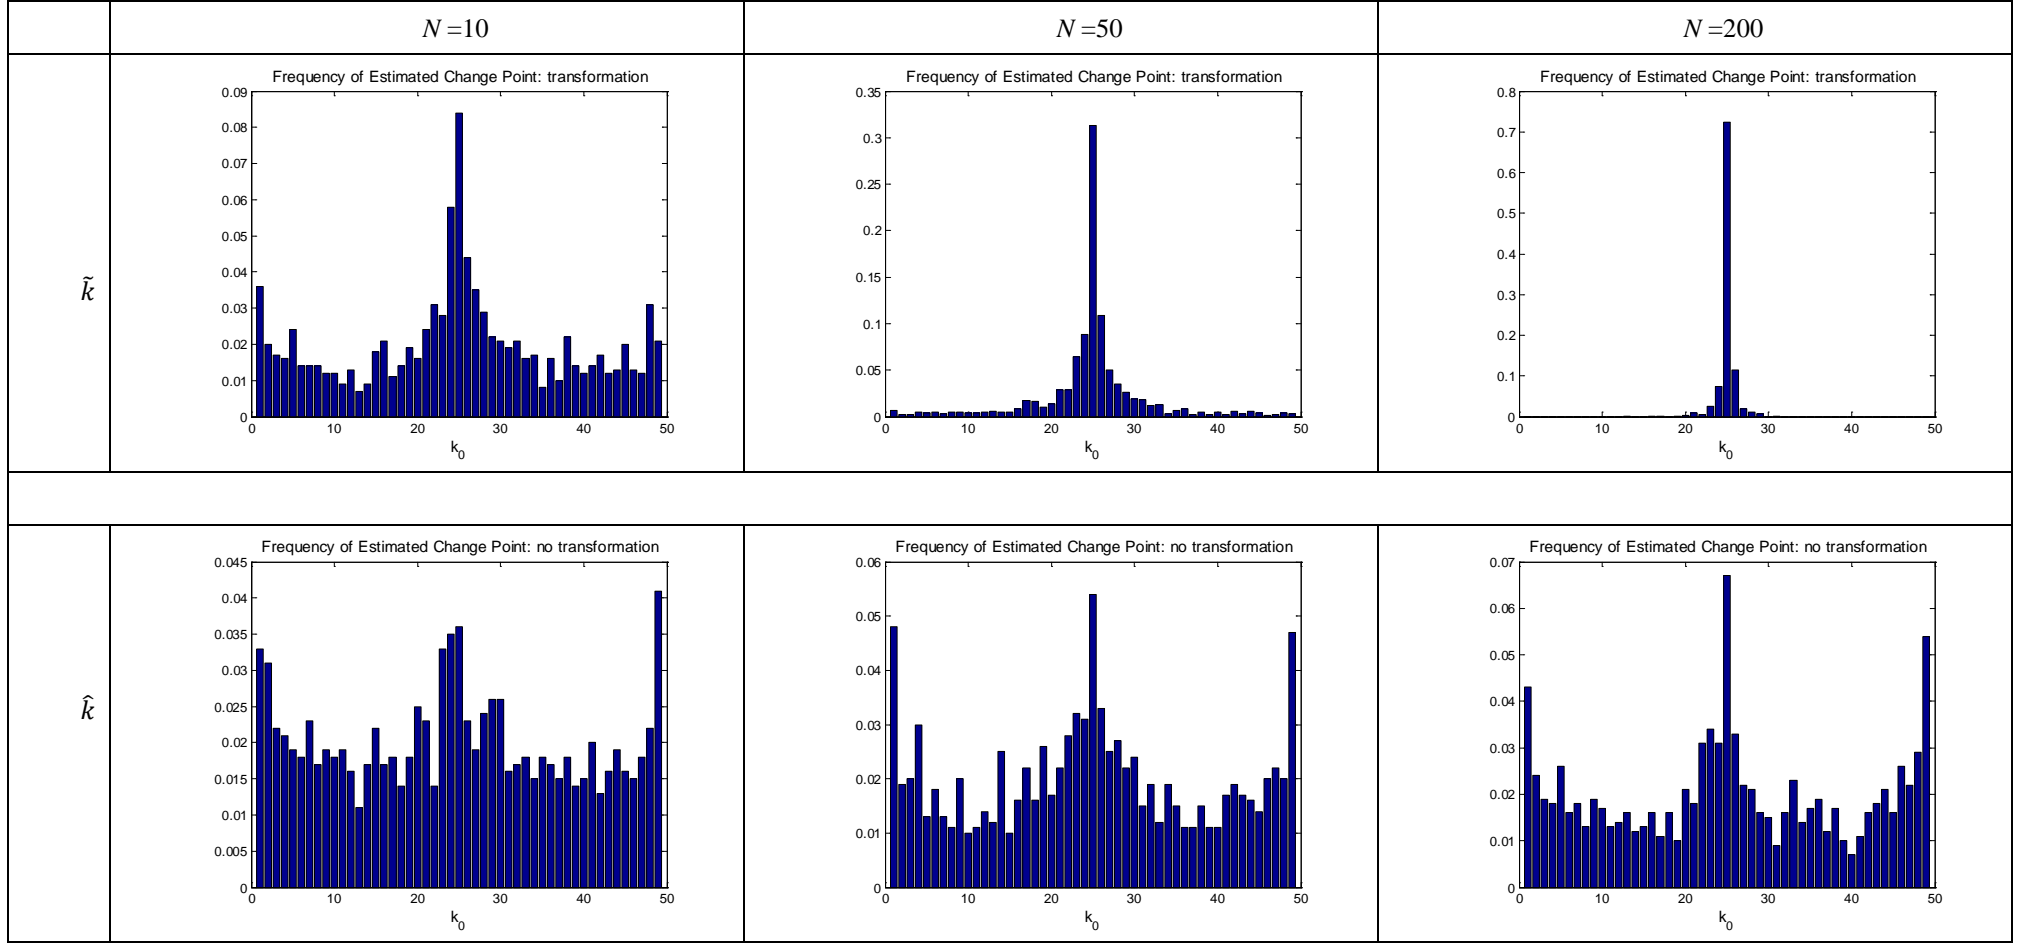 N =10
N =50
N =200
k̃
Frequency of Estimated Change Point: transformation
0.09
0.08
0.07
0.06
0.05
0.04
0.03
0.02
0.01
0
0 10 20 30 40 50
k0
Frequency of Estimated Change Point: transformation
0.35
0.3
0.25
0.2
0.15
0.1
0.05
0
0 10 20 30 40 50
k0
Frequency of Estimated Change Point: transformation
0.8
0.7
0.6
0.5
0.4
0.3
0.2
0.1
0
0 10 20 30 40 50
k0
k̂
Frequency of Estimated Change Point: no transformation
0.045
0.04
0.035
0.03
0.025
0.02
0.015
0.01
0.005
0
0 10 20 30 40 50
k0
Frequency of Estimated Change Point: no transformation
0.06
0.05
0.04
0.03
0.02
0.01
0
0 10 20 30 40 50
k0
Frequency of Estimated Change Point: no transformation
0.07
0.06
0.05
0.04
0.03
0.02
0.01
0
0 10 20 30 40 50
k0